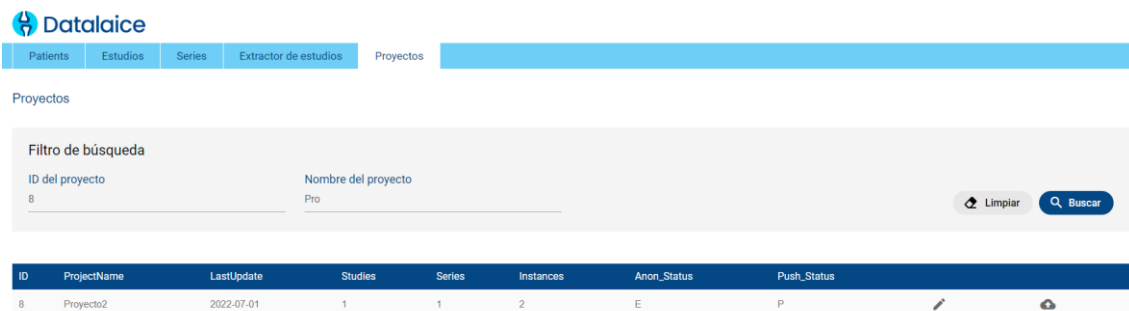 Datalaice
Patients Estudios Series Extractor de estudios Proyectos
Proyectos
Filtro de búsqueda
ID del proyecto Nombre del proyecto
8 Pro
Limpiar Buscar
ID ProjectName LastUpdate Studies Series Instances Anon_Status Push_Status
8 Proyecto2 2022-07-01 1 1 2 E P